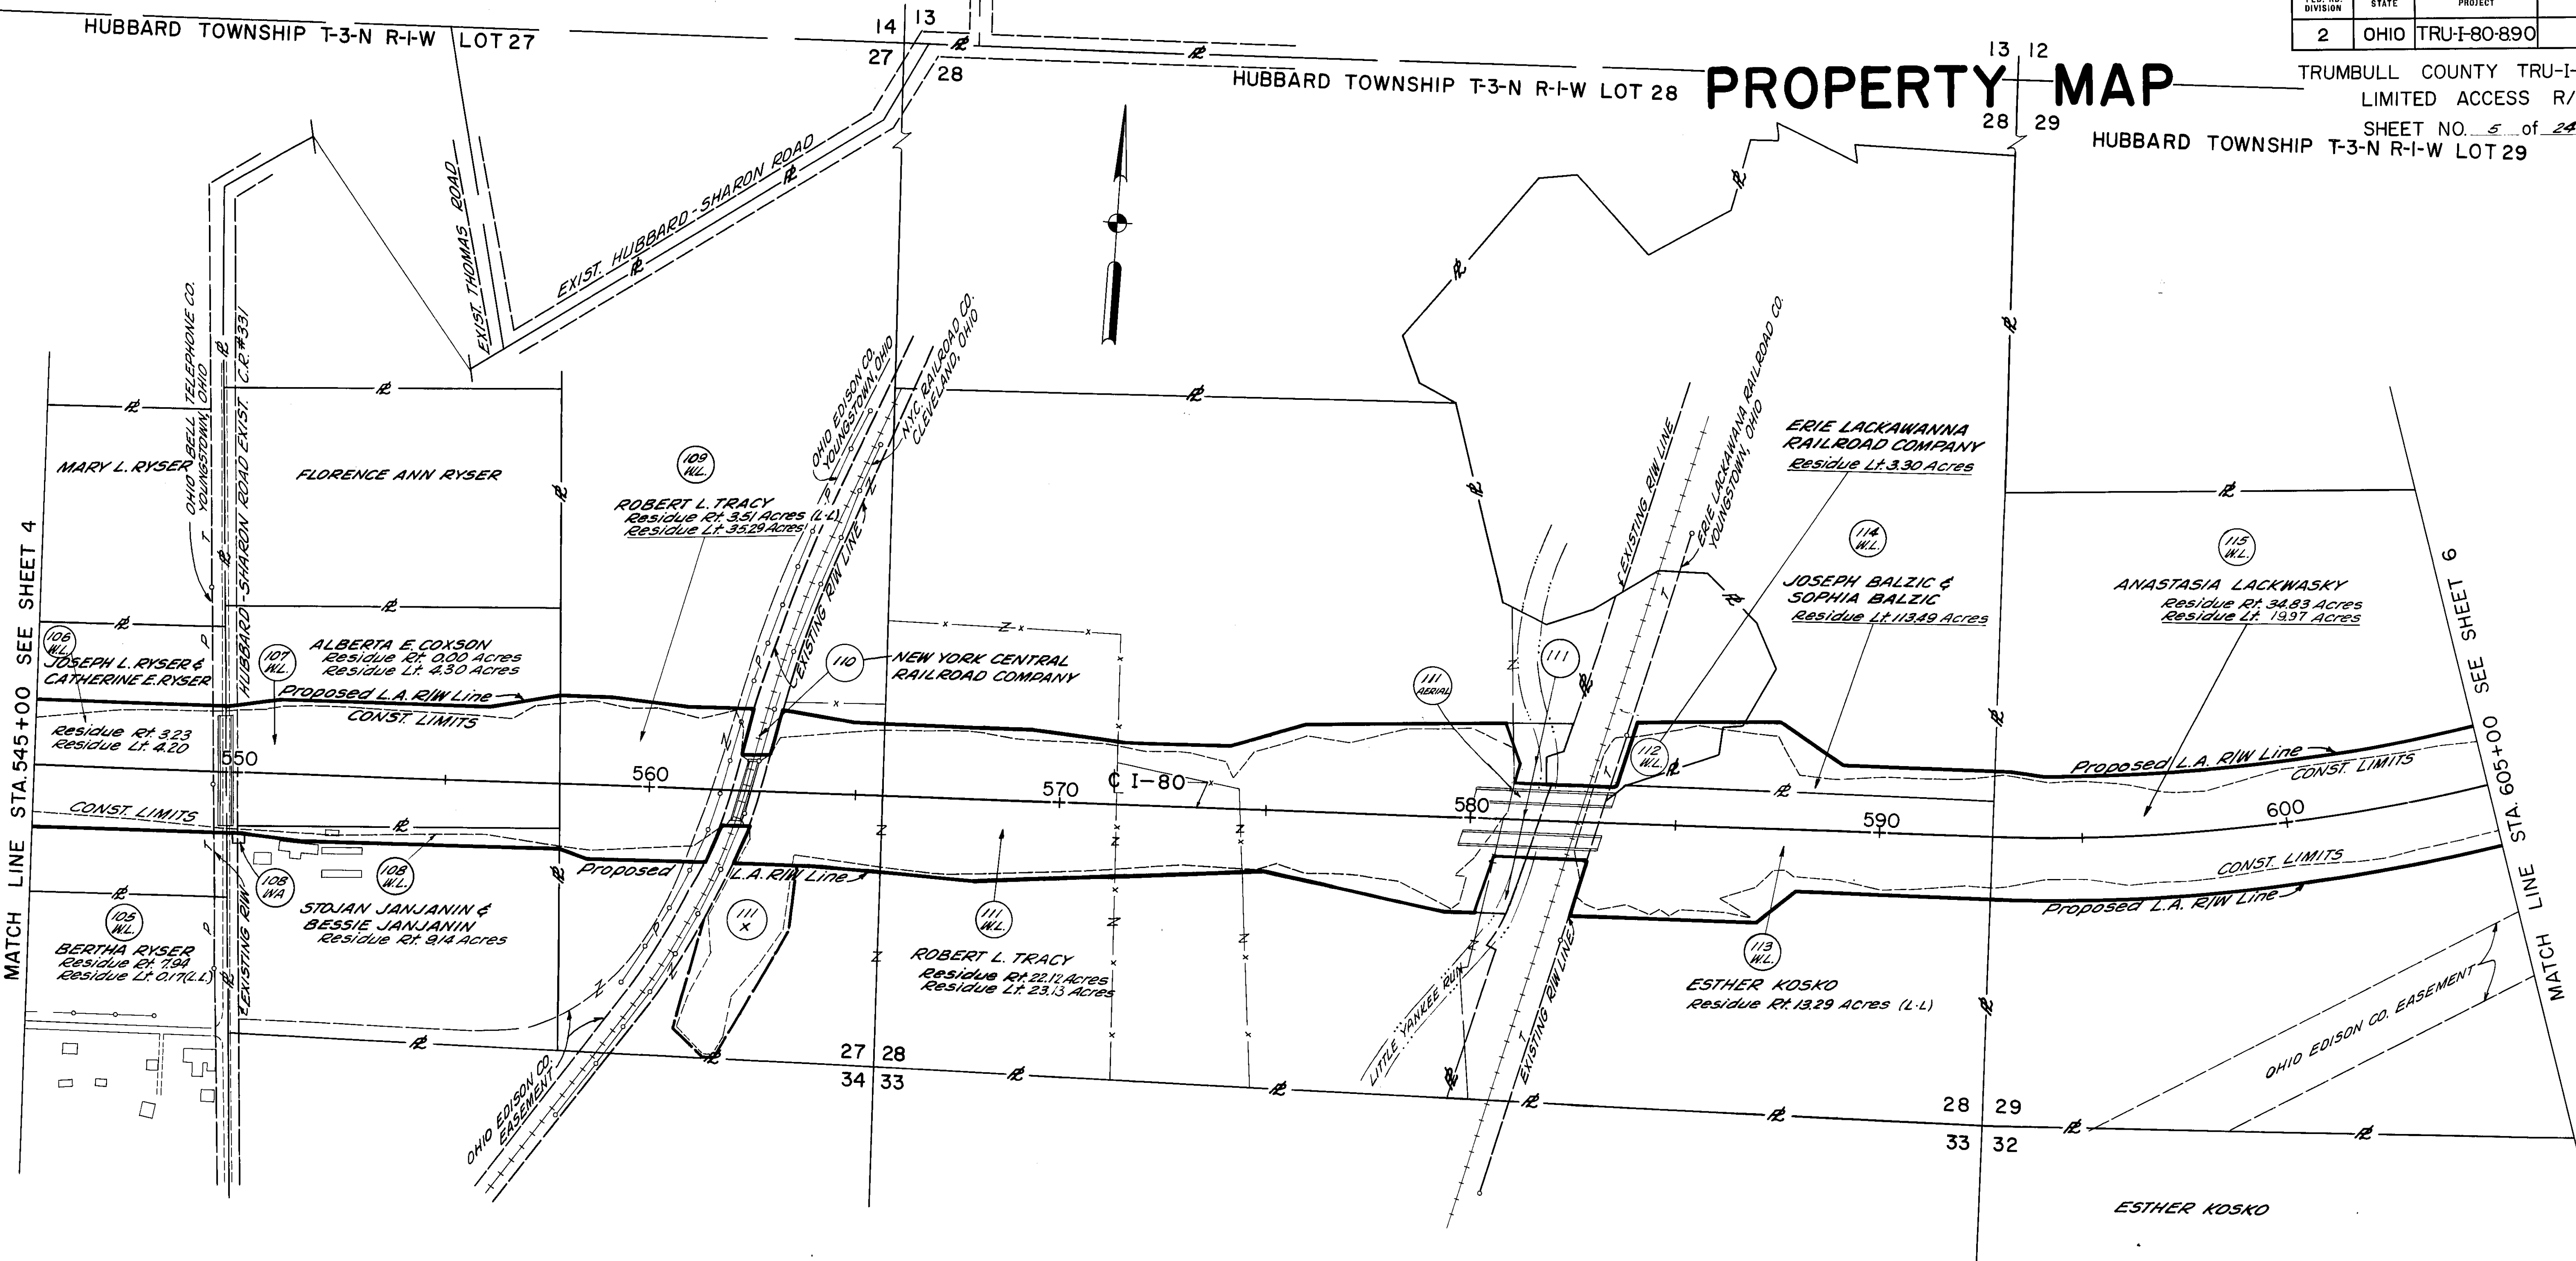 PROPERTY MAP
DIVISION
STATE
PROJECT
2
OHIO
TRU-I-80-8.90
TRUMBULL COUNTY TRU-I-
LIMITED ACCESS R/
SHEET NO. 5 of 24
HUBBARD TOWNSHIP T-3-N R-1-W LOT 27
14
13
27
28
HUBBARD TOWNSHIP T-3-N R-1-W LOT 28
13
12
28
29
HUBBARD TOWNSHIP T-3-N R-1-W LOT 29
EXIST. THOMAS ROAD
EXIST. HUBBARD-SHARON ROAD
OHIO BELL TELEPHONE CO.
YOUNGSTOWN, OHIO
HUBBARD-SHARON ROAD EXIST. C.R.#331
MARY L. RYSER
FLORENCE ANN RYSER
109
W.L.
ROBERT L. TRACY
Residue Rt. 3.51 Acres (L-L)
Residue Lt. 35.29 Acres
OHIO EDISON CO.
YOUNGSTOWN, OHIO
N.Y.C. RAILROAD CO.
CLEVELAND, OHIO
EXISTING R/W LINE
EXISTING R/W LINE
ERIE LACKAWANA RAILROAD CO.
YOUNGSTOWN, OHIO
ERIE LACKAWANNA
RAILROAD COMPANY
Residue Lt. 3.30 Acres
114
W.L.
JOSEPH BALZIC &
SOPHIA BALZIC
Residue Lt. 113.49 Acres
115
W.L.
ANASTASIA LACKWASKY
Residue Rt. 34.83 Acres
Residue Lt. 19.97 Acres
MATCH LINE STA. 545+00 SEE SHEET 4
106
W.L.
JOSEPH L. RYSER &
CATHERINE E. RYSER
Residue Rt. 3.23
Residue Lt. 4.20
107
W.L.
ALBERTA E. COXSON
Residue Rt. 0.00 Acres
Residue Lt. 4.30 Acres
Proposed L.A. R/W Line
CONST. LIMITS
110
NEW YORK CENTRAL
RAILROAD COMPANY
111
AERIAL
111
112
W.L.
Proposed L.A. R/W Line
CONST. LIMITS
550
560
570
℄ I-80
580
590
600
CONST. LIMITS
108
WA
108
W.L.
STOJAN JANJANIN &
BESSIE JANJANIN
Residue Rt. 9.14 Acres
105
W.L.
BERTHA RYSER
Residue Rt. 7.94
Residue Lt. 0.17(L.L.)
EXISTING R/W
Proposed L.A. R/W Line
111
X
111
W.L.
ROBERT L. TRACY
Residue Rt. 22.12 Acres
Residue Lt. 23.13 Acres
LITTLE YANKEE RUN
EXISTING R/W LINE
113
W.L.
ESTHER KOSKO
Residue Rt. 13.29 Acres (L-L)
CONST. LIMITS
Proposed L.A. R/W Line
OHIO EDISON CO. EASEMENT
MATCH LINE STA. 605+00 SEE SHEET 6
OHIO EDISON CO.
EASEMENT
27
28
34
33
28
29
33
32
ESTHER KOSKO